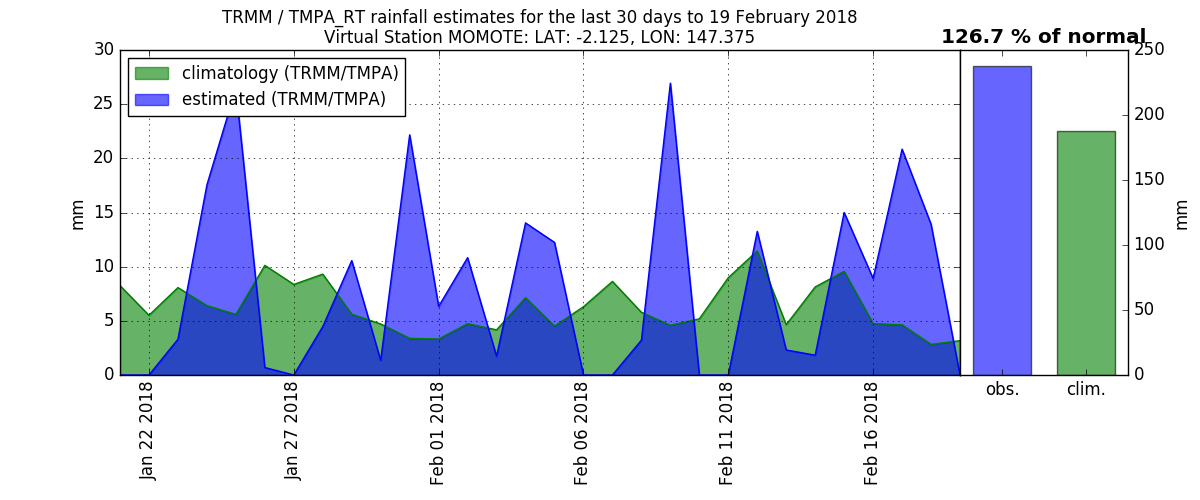 TRMM / TMPA_RT rainfall estimates for the last 30 days to 19 February 2018
Virtual Station MOMOTE: LAT: -2.125, LON: 147.375
126.7 % of normal
climatology (TRMM/TMPA)
estimated (TRMM/TMPA)
30
25
20
15
10
5
0
mm
Jan 22 2018
Jan 27 2018
Feb 01 2018
Feb 06 2018
Feb 11 2018
Feb 16 2018
obs.
clim.
250
200
150
100
50
0
mm